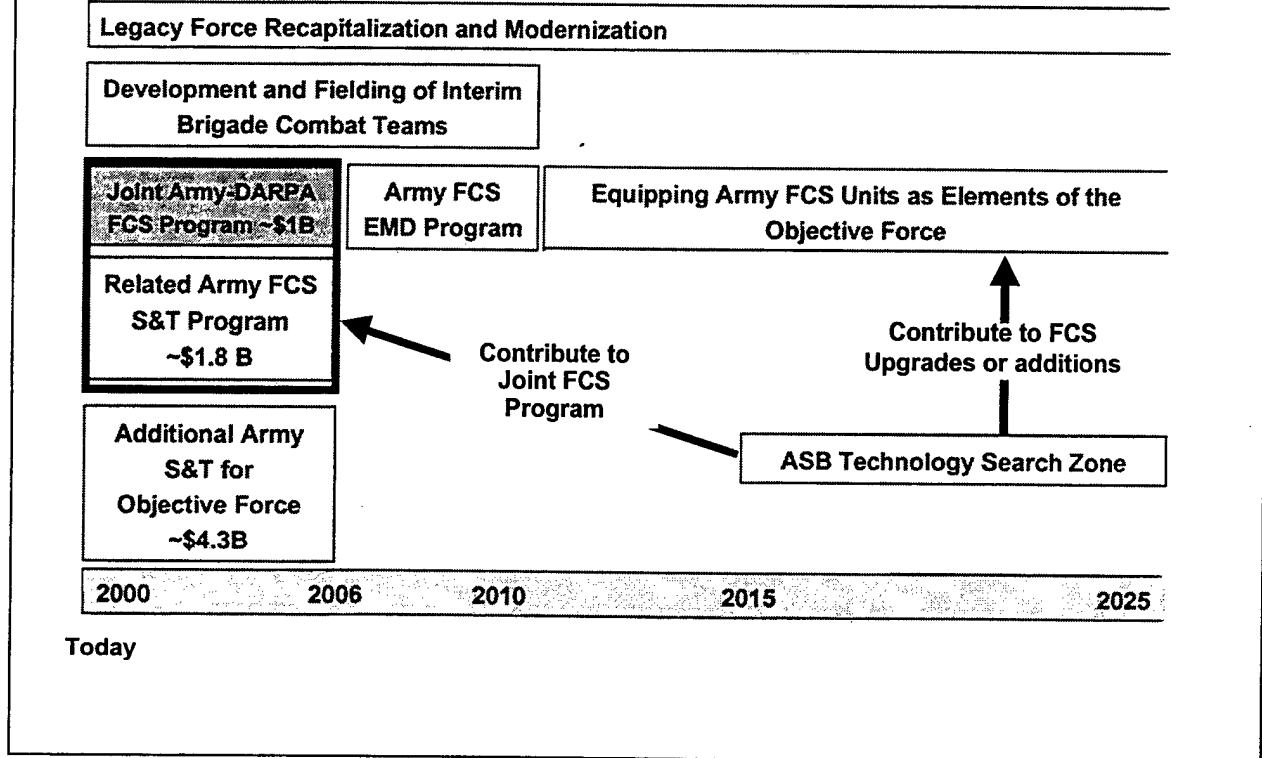 Legacy Force Recapitalization and Modernization
Development and Fielding of Interim
Brigade Combat Teams
Joint Army-DARPA
FCS Program ~$1B
Army FCS
EMD Program
Equipping Army FCS Units as Elements of the
Objective Force
Related Army FCS
S&T Program
~$1.8 B
Contribute to
Joint FCS
Program
Contribute to FCS
Upgrades or additions
Additional Army
S&T for
Objective Force
~$4.3B
ASB Technology Search Zone
2000 2006 2010 2015 2025
Today